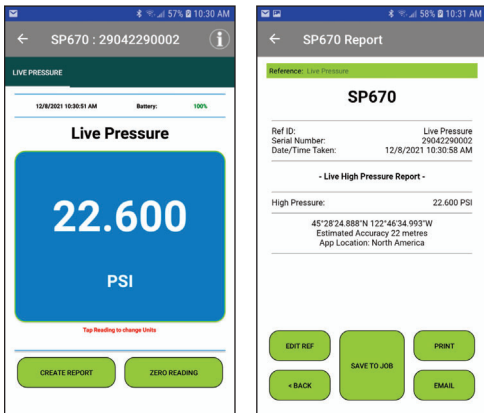 57% 10:30 AM
SP670 : 29042290002
LIVE PRESSURE
12/8/2021 10:30:51 AM Battery: 100%
Live Pressure
22.600
PSI
Tap Reading to change Units
CREATE REPORT ZERO READING
58% 10:31 AM
SP670 Report
Reference: Live Pressure
SP670
Ref ID: Live Pressure
Serial Number: 29042290002
Date/Time Taken: 12/8/2021 10:30:58 AM
- Live High Pressure Report -
High Pressure: 22.600 PSI
45°28'24.888"N 122°46'34.993"W
Estimated Accuracy 22 metres
App Location: North America
EDIT REF
SAVE TO JOB
PRINT
< BACK
EMAIL